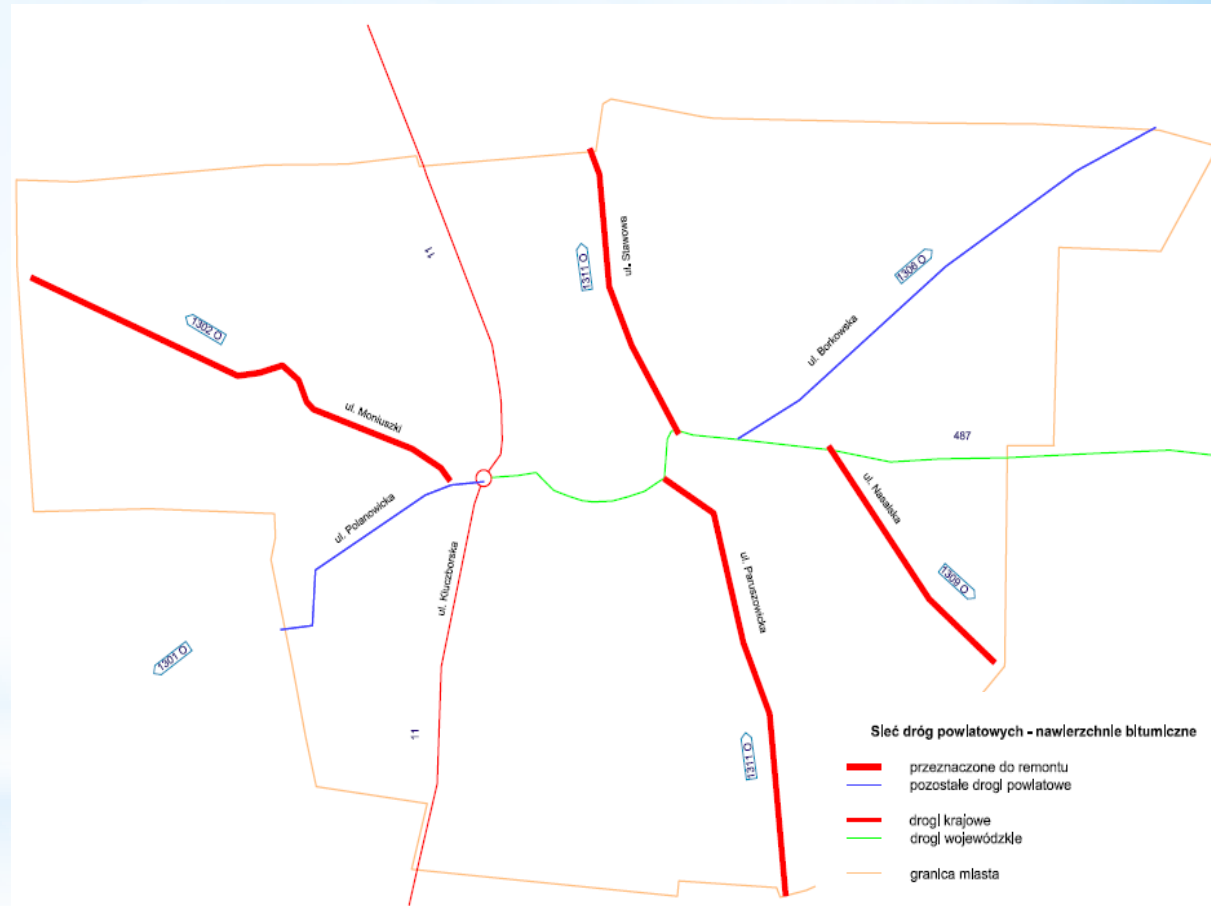 11
ul. Stawowa
1311 O
1308 O
1302 O
ul. Borkowska
ul. Moniuszki
487
ul. Polanowicka
ul. Nasalska
ul. Kluczborska
ul. Paruszowicka
1309 O
1301 O
11
1311 O
Sieć dróg powiatowych - nawierzchnie bitumiczne
przeznaczone do remontu
pozostałe drogi powiatowe
drogi krajowe
drogi wojewódzkie
granica miasta